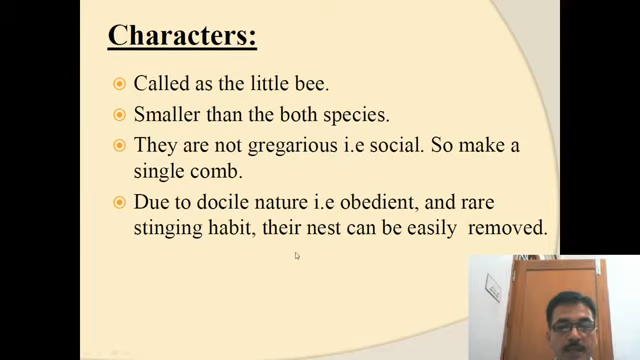 Characters:
Called as the little bee.
Smaller than the both species.
They are not gregarious i.e social. So make a
single comb.
Due to docile nature i.e obedient, and rare
stinging habit, their nest can be easily removed.